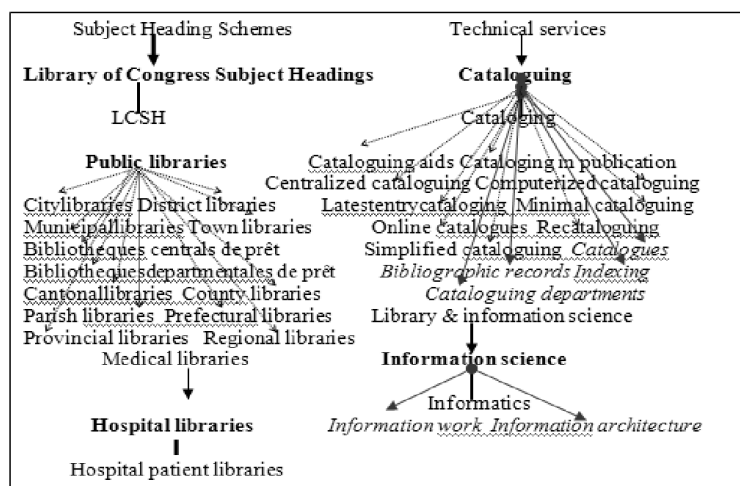 Subject Heading Schemes
Library of Congress Subject Headings
LCSH
Public libraries
Citylibraries District libraries
Municipallibraries Town libraries
Bibliotheques centrals de prêt
Bibliothequesdepartmentales de prêt
Cantonallibraries County libraries
Parish libraries Prefectural libraries
Provincial libraries Regional libraries
Medical libraries
Hospital libraries
Hospital patient libraries
Technical services
Cataloguing
Cataloging
Cataloguing aids Cataloging in publication
Centralized cataloguing Computerized cataloguing
Latestentrycataloging Minimal cataloguing
Online catalogues Recataloguing
Simplified cataloguing Catalogues
Bibliographic records Indexing
Cataloguing departments
Library & information science
Information science
Informatics
Information work Information architecture